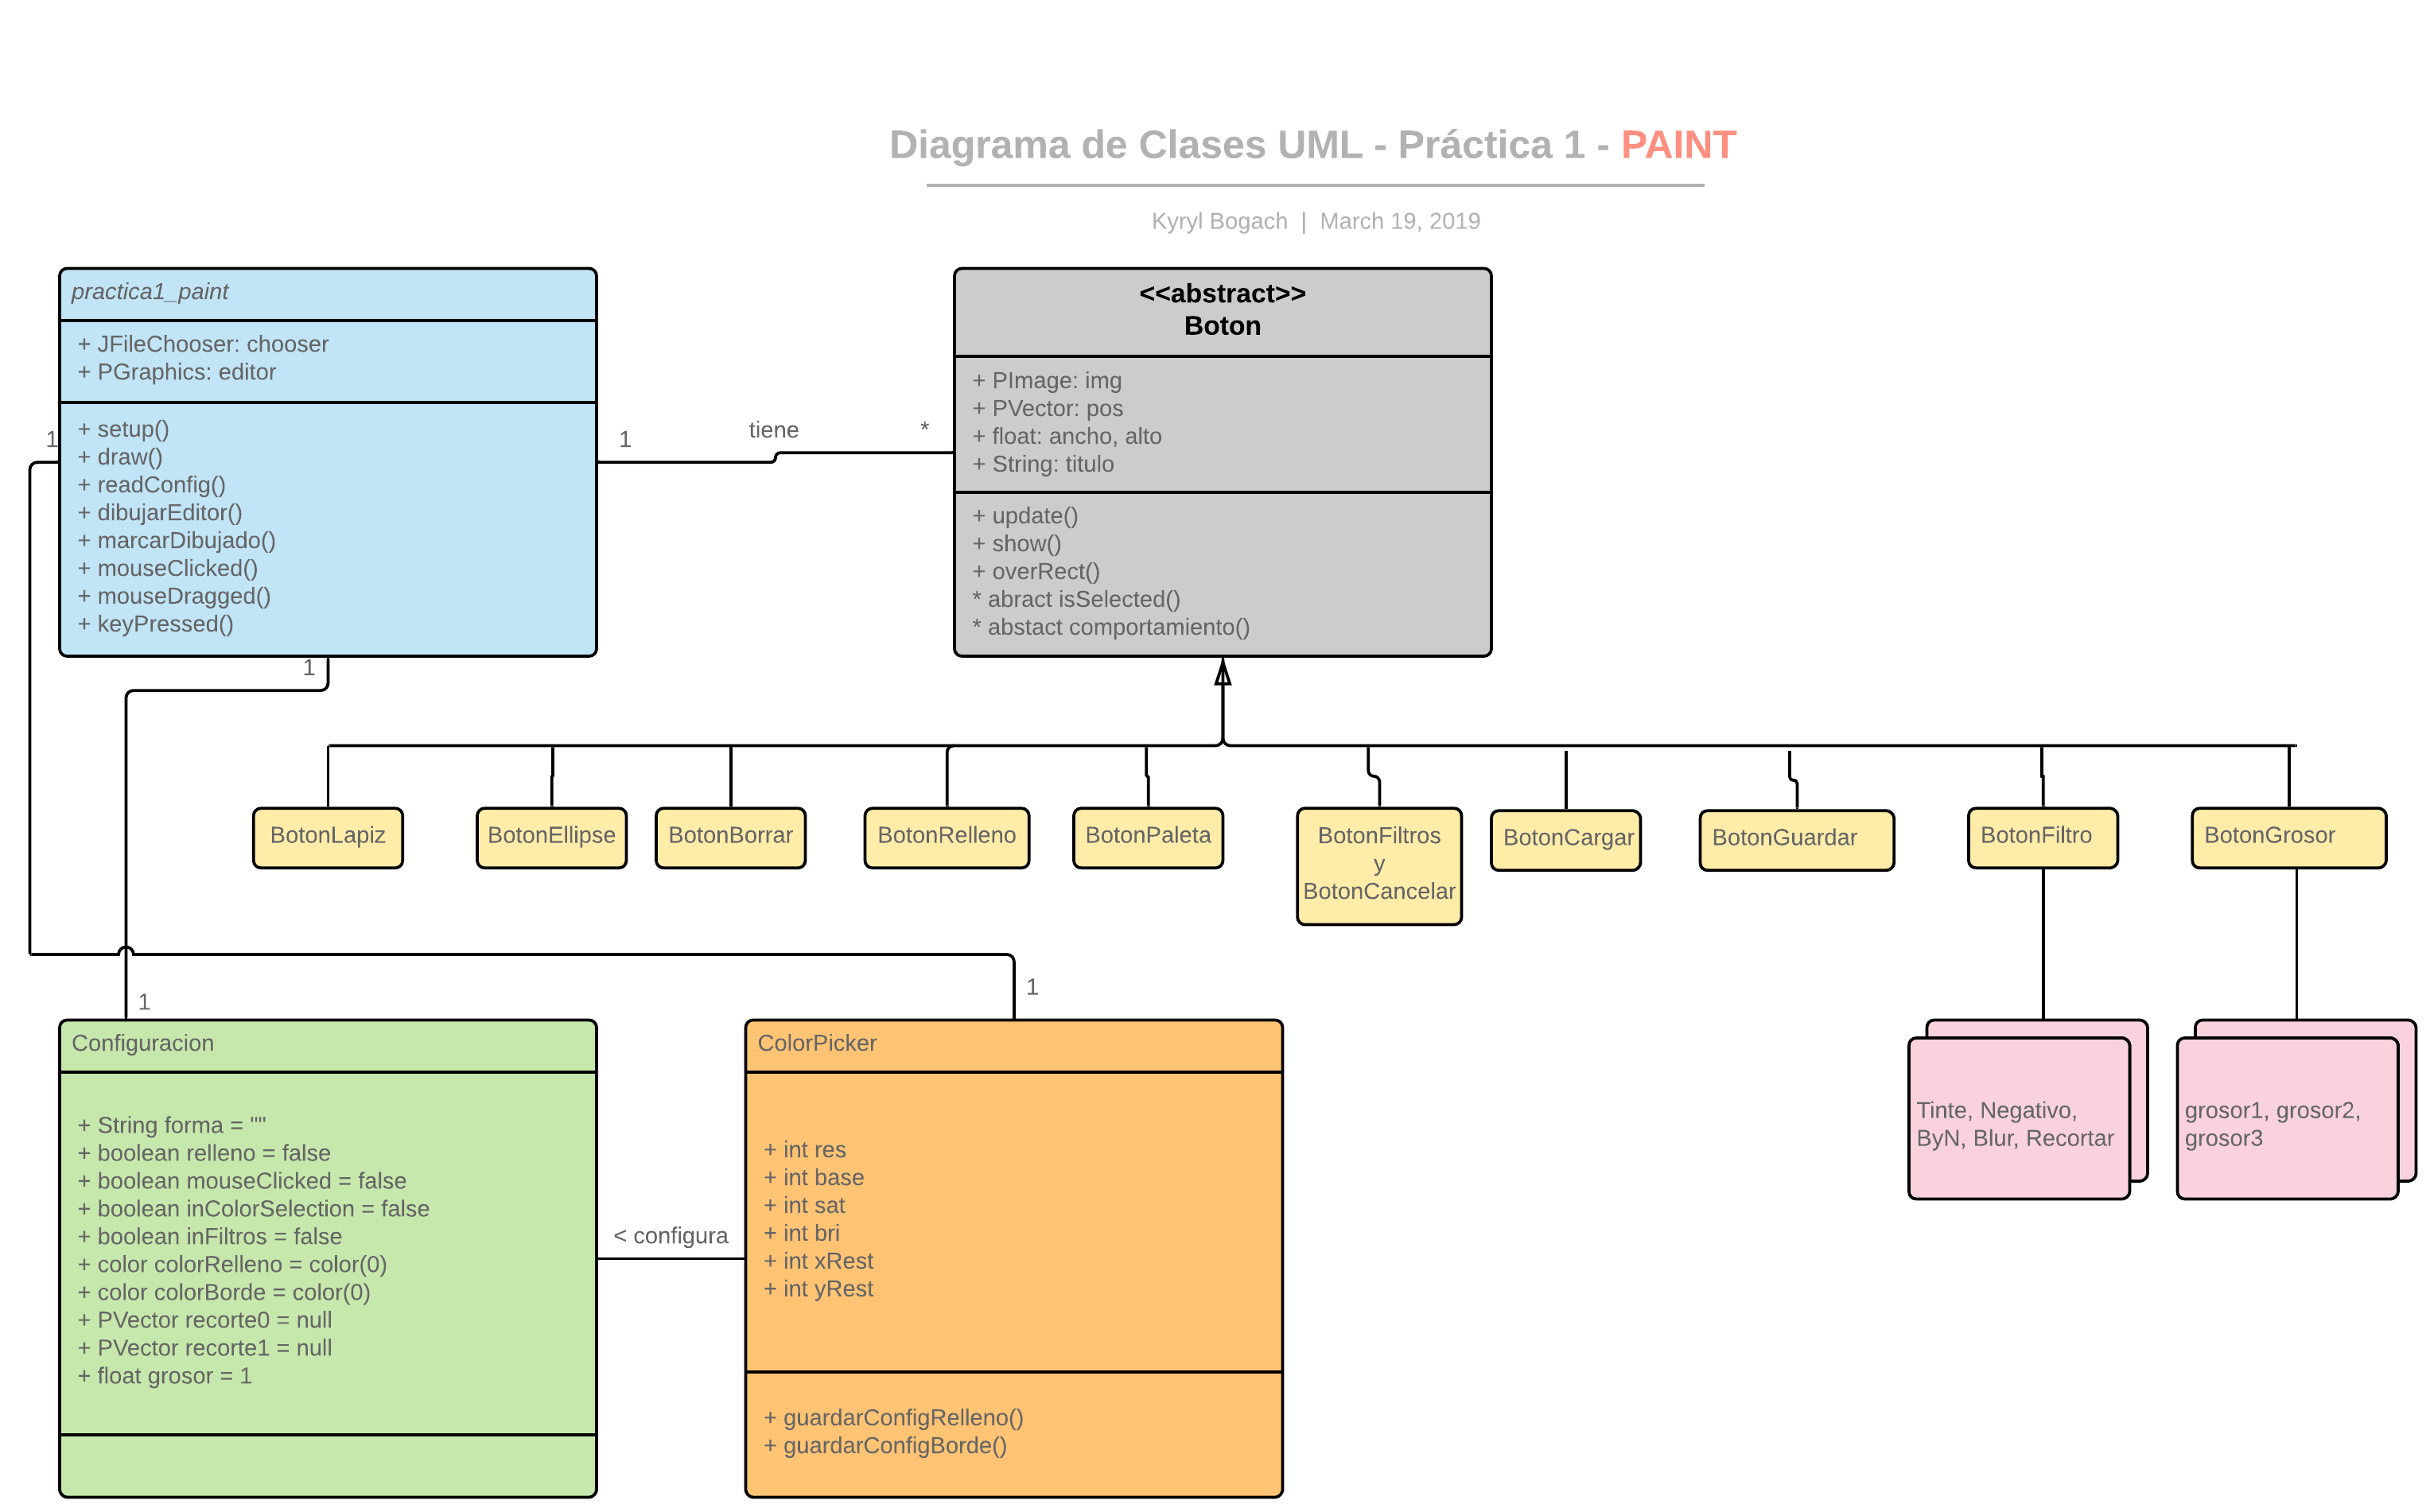 Diagrama de Clases UML - Práctica 1 - PAINT
Kyryl Bogach | March 19, 2019
practica1_paint
+ JFileChooser: chooser
+ PGraphics: editor
+ setup()
+ draw()
+ readConfig()
+ dibujarEditor()
+ marcarDibujado()
+ mouseClicked()
+ mouseDragged()
+ keyPressed()
1
1
tiene
*
1
<<abstract>>
Boton
+ PImage: img
+ PVector: pos
+ float: ancho, alto
+ String: titulo
+ update()
+ show()
+ overRect()
* abract isSelected()
* abstact comportamiento()
BotonLapiz
BotonEllipse
BotonBorrar
BotonRelleno
BotonPaleta
BotonFiltros
y
BotonCancelar
BotonCargar
BotonGuardar
BotonFiltro
BotonGrosor
1
1
Configuracion
+ String forma = ""
+ boolean relleno = false
+ boolean mouseClicked = false
+ boolean inColorSelection = false
+ boolean inFiltros = false
+ color colorRelleno = color(0)
+ color colorBorde = color(0)
+ PVector recorte0 = null
+ PVector recorte1 = null
+ float grosor = 1
< configura
ColorPicker
+ int res
+ int base
+ int sat
+ int bri
+ int xRest
+ int yRest
+ guardarConfigRelleno()
+ guardarConfigBorde()
Tinte, Negativo,
ByN, Blur, Recortar
grosor1, grosor2,
grosor3